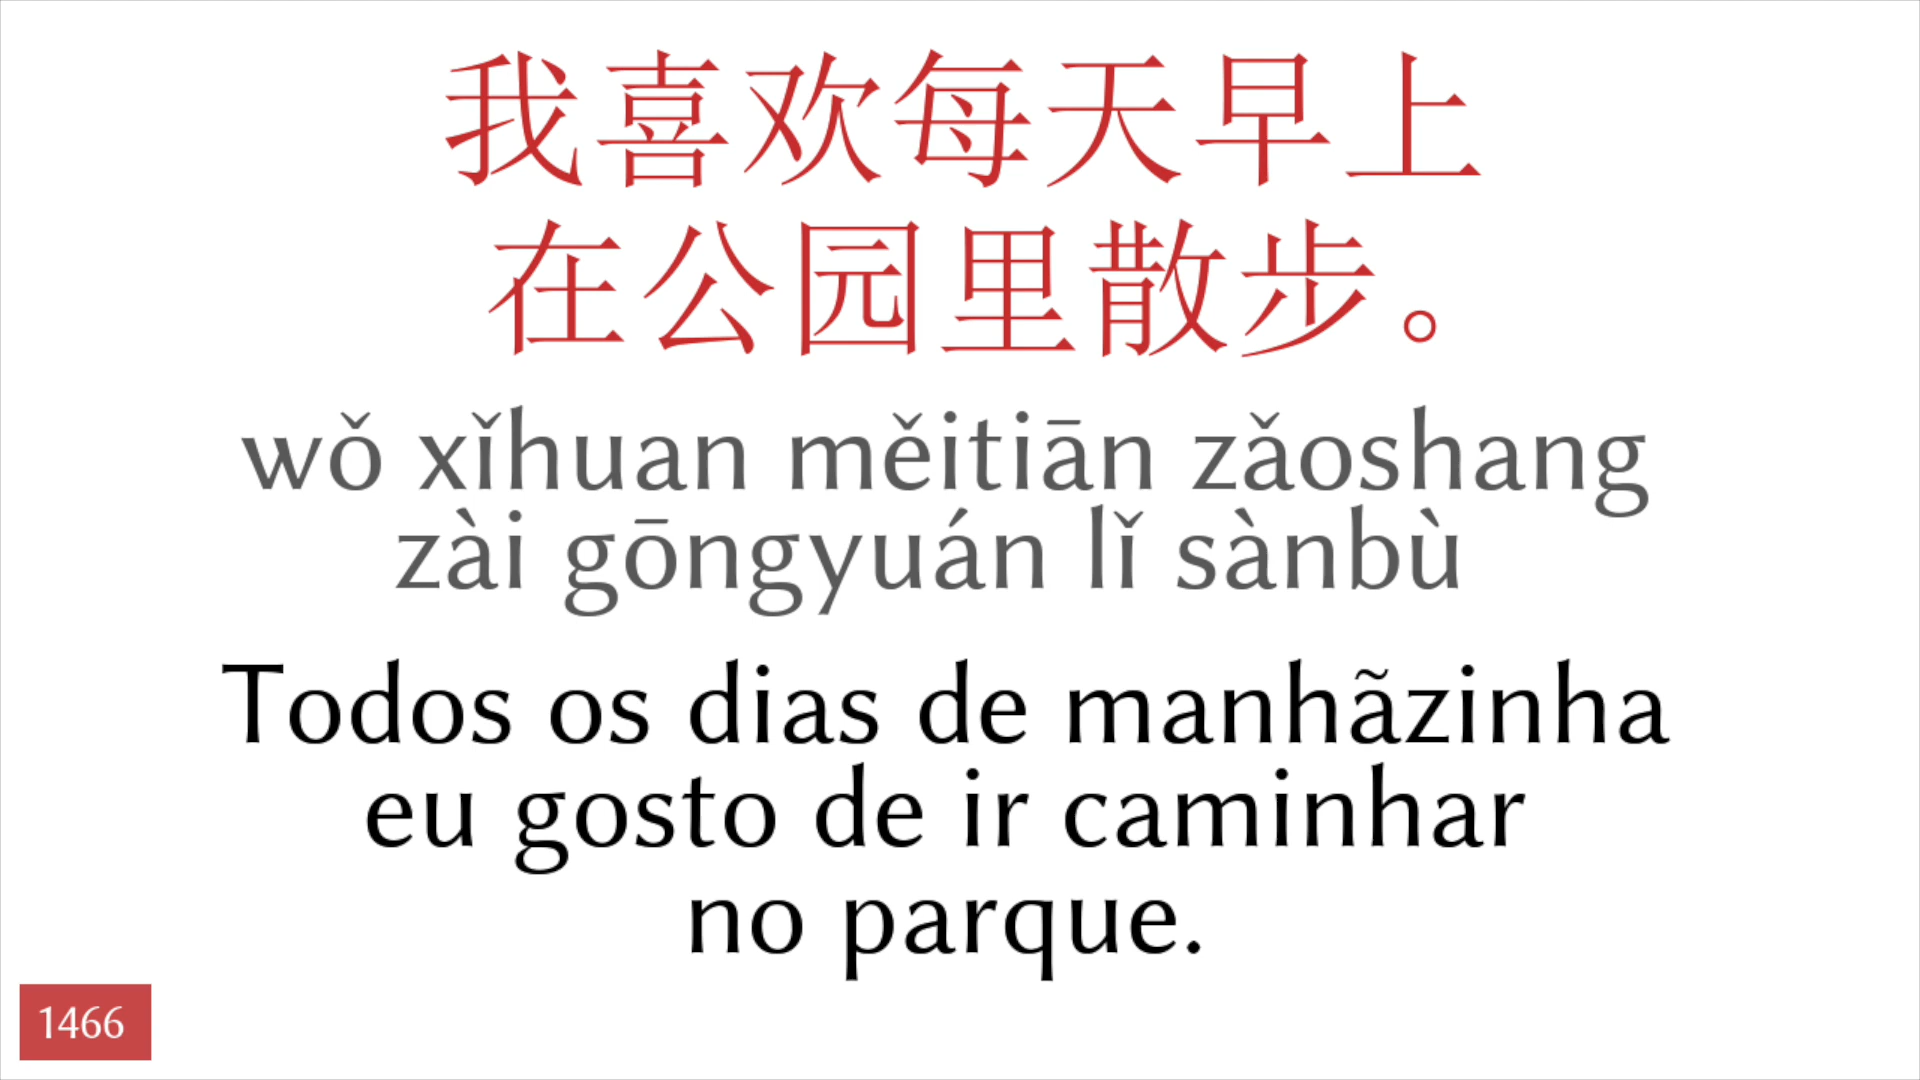 我喜欢每天早上
在公园里散步。
wǒ xǐhuan měitiān zǎoshang
zài gōngyuán lǐ sànbù
Todos os dias de manhãzinha
eu gosto de ir caminhar
no parque.
1466